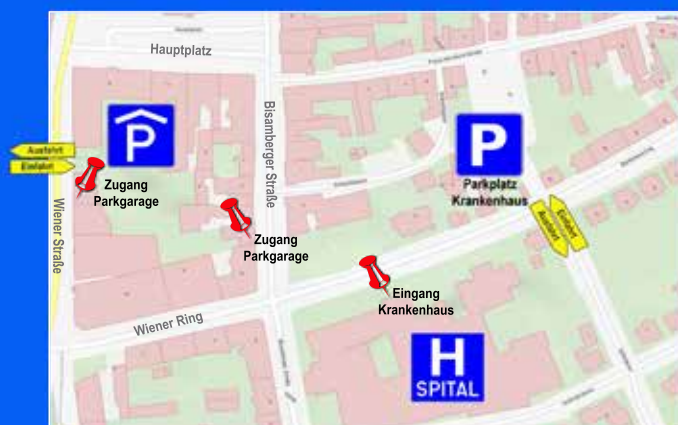 Hauptplatz
Bisamberger Straße
P
Ausfahrt
Einfahrt
Zugang
Parkgarage
Wiener Straße
P
Parkplatz
Krankenhaus
Einfahrt
Ausfahrt
Zugang
Parkgarage
Eingang
Krankenhaus
Wiener Ring
H
SPITAL